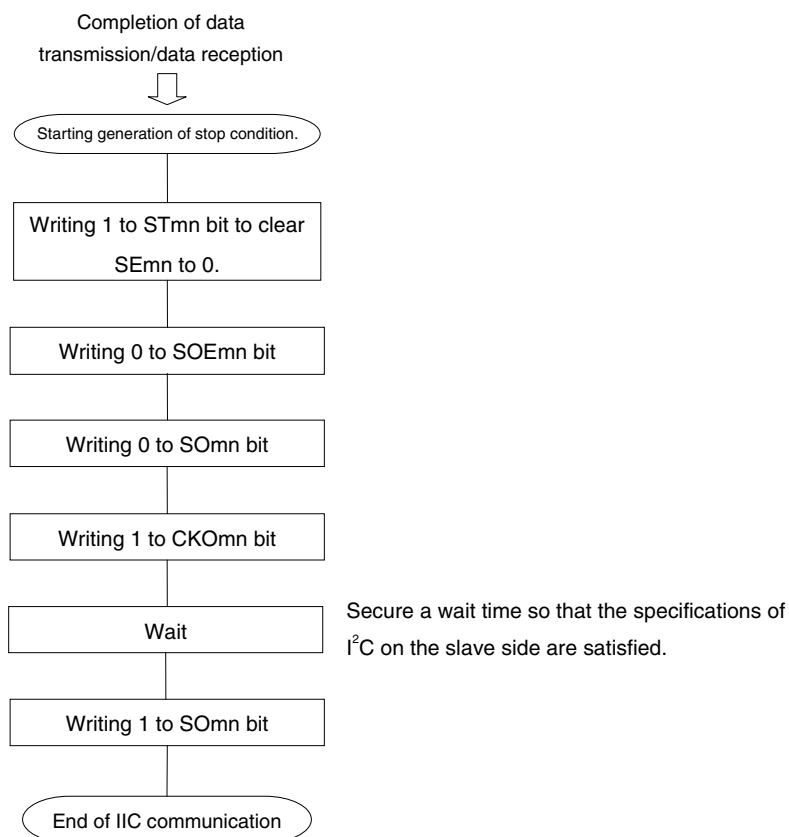 Completion of data
transmission/data reception
Starting generation of stop condition.
Writing 1 to STmn bit to clear
SEmn to 0.
Writing 0 to SOEmn bit
Writing 0 to SOmn bit
Writing 1 to CKOmn bit
Wait
Secure a wait time so that the specifications of
I²C on the slave side are satisfied.
Writing 1 to SOmn bit
End of IIC communication